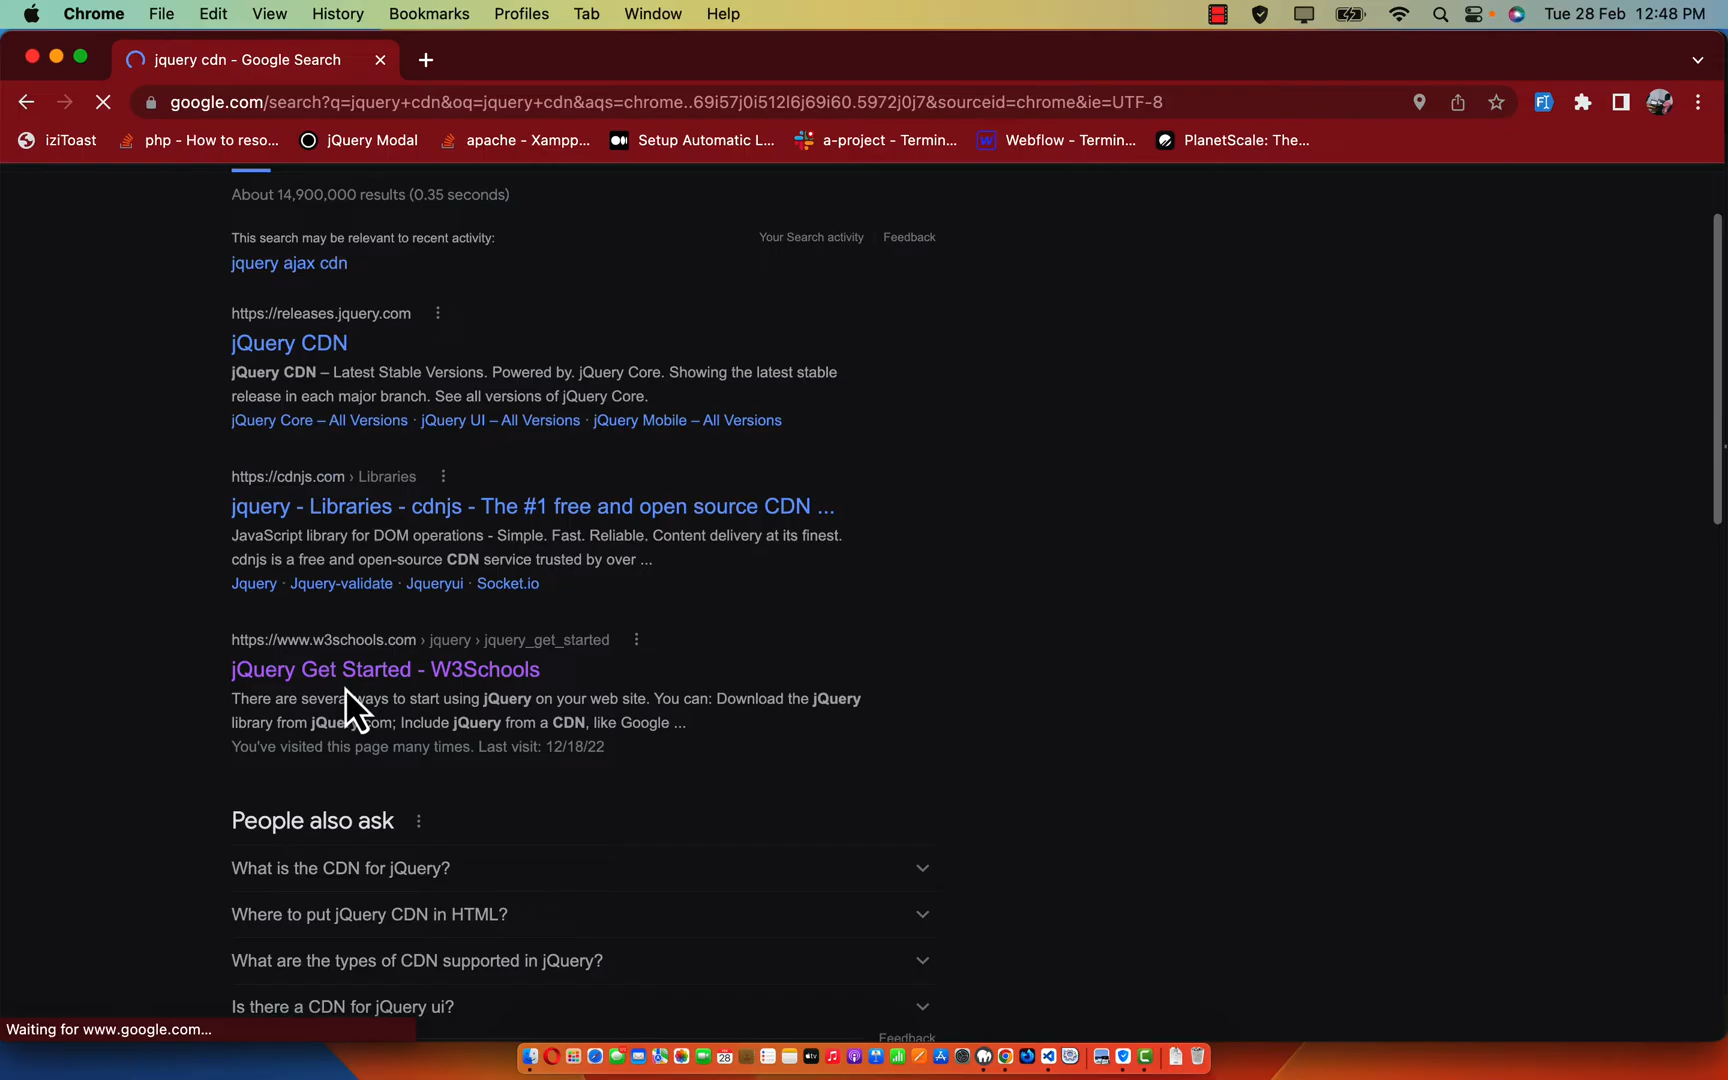 Chrome File Edit View History Bookmarks Profiles Tab Window Help Tue 28 Feb 12:48 PM
jquery cdn - Google Search
google.com/search?q=jquery+cdn&oq=jquery+cdn&aqs=chrome..69i57j0i512l6j69i60.5972j0j7&sourceid=chrome&ie=UTF-8
iziToast php - How to reso... jQuery Modal apache - Xampp... Setup Automatic L... a-project - Termin... Webflow - Termin... PlanetScale: The...
About 14,900,000 results (0.35 seconds)
This search may be relevant to recent activity: Your Search activity Feedback
jquery ajax cdn
https://releases.jquery.com
jQuery CDN
jQuery CDN – Latest Stable Versions. Powered by. jQuery Core. Showing the latest stable
release in each major branch. See all versions of jQuery Core.
jQuery Core – All Versions · jQuery UI – All Versions · jQuery Mobile – All Versions
https://cdnjs.com › Libraries
jquery - Libraries - cdnjs - The #1 free and open source CDN ...
JavaScript library for DOM operations - Simple. Fast. Reliable. Content delivery at its finest.
cdnjs is a free and open-source CDN service trusted by over ...
Jquery · Jquery-validate · Jqueryui · Socket.io
https://www.w3schools.com › jquery › jquery_get_started
jQuery Get Started - W3Schools
There are several ways to start using jQuery on your web site. You can: Download the jQuery
library from jQuery.com; Include jQuery from a CDN, like Google ...
You've visited this page many times. Last visit: 12/18/22
People also ask
What is the CDN for jQuery?
Where to put jQuery CDN in HTML?
What are the types of CDN supported in jQuery?
Is there a CDN for jQuery ui?
Feedback
Waiting for www.google.com...
28